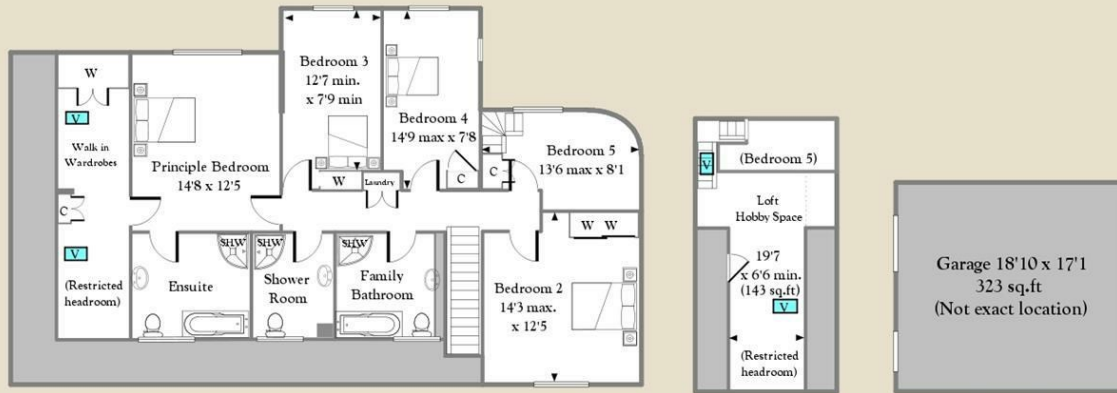 W
V
Walk in
Wardrobes
C
V
(Restricted
headroom)
Principle Bedroom
14'8 x 12'5
SHW
Ensuite
SHW
Shower
Room
SHW
Family
Bathroom
Bedroom 3
12'7 min.
x 7'9 min
W
Laundry
Bedroom 4
14'9 max x 7'8
C
C
Bedroom 5
13'6 max x 8'1
W W
Bedroom 2
14'3 max.
x 12'5
V
(Bedroom 5)
Loft
Hobby Space
19'7
x 6'6 min.
(143 sq.ft)
V
(Restricted
headroom)
Garage 18'10 x 17'1
323 sq.ft
(Not exact location)